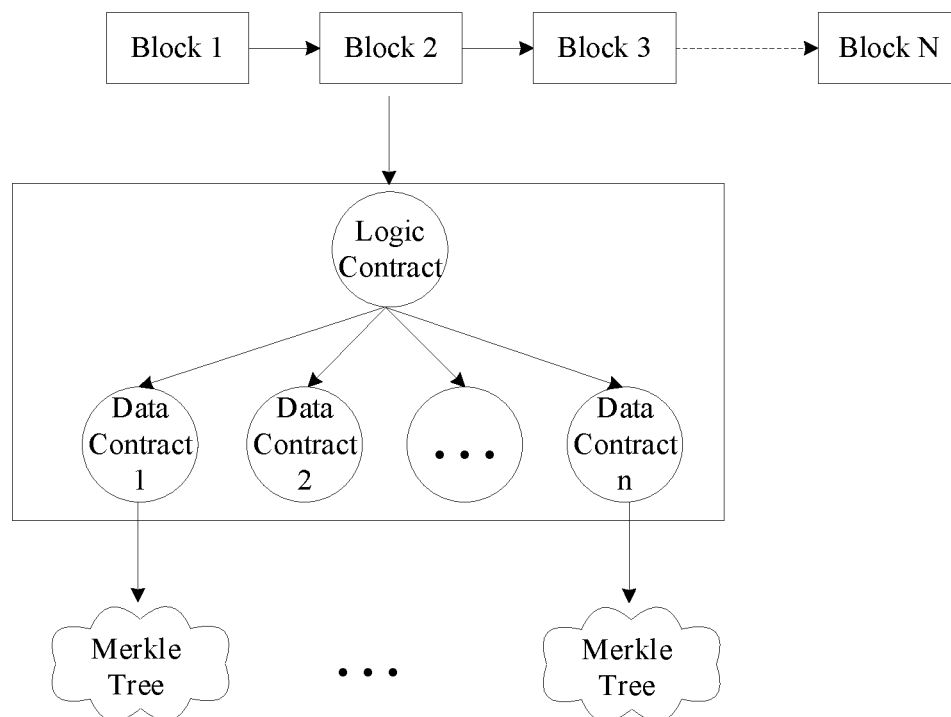 Block 1
Block 2
Block 3
Block N
Logic
Contract
Data
Contract
1
Data
Contract
2
...
Data
Contract
n
Merkle
Tree
...
Merkle
Tree